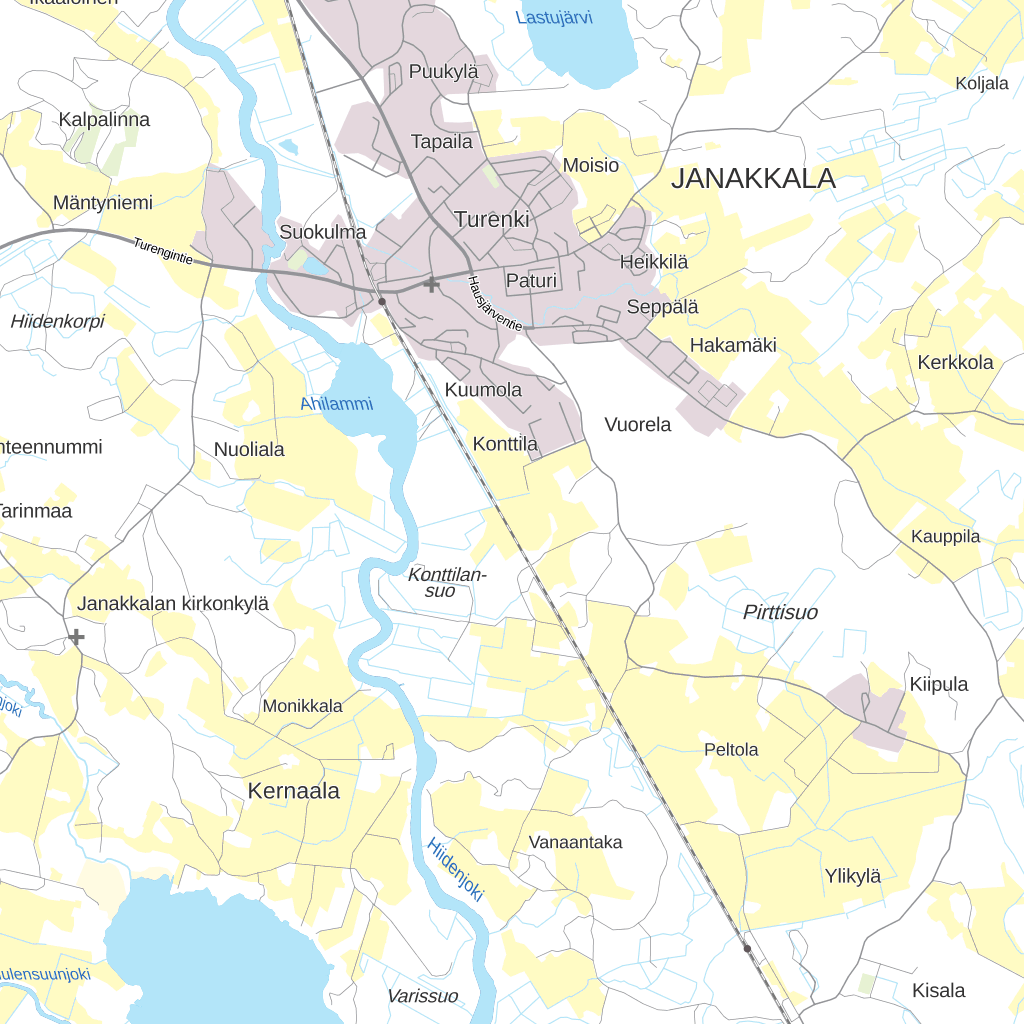 Lastujärvi
Puukylä
Koljala
Kalpalinna
Tapaila
Moisio
JANAKKALA
Mäntyniemi
Turenki
Suokulma
Turengintie
Heikkilä
Paturi
Hausjärventie
Seppälä
Hiidenkorpi
Hakamäki
Kerkkola
Kuumola
Ahilammi
Vuorela
Konttila
nteennummi
Nuoliala
Tarinmaa
Kauppila
Konttilan-
suo
Janakkalan kirkonkylä
Pirttisuo
Kiipula
njoki
Monikkala
Peltola
Kernaala
Vanaantaka
Hiidenjoki
Ylikylä
ulensuunjoki
Varissuo
Kisala